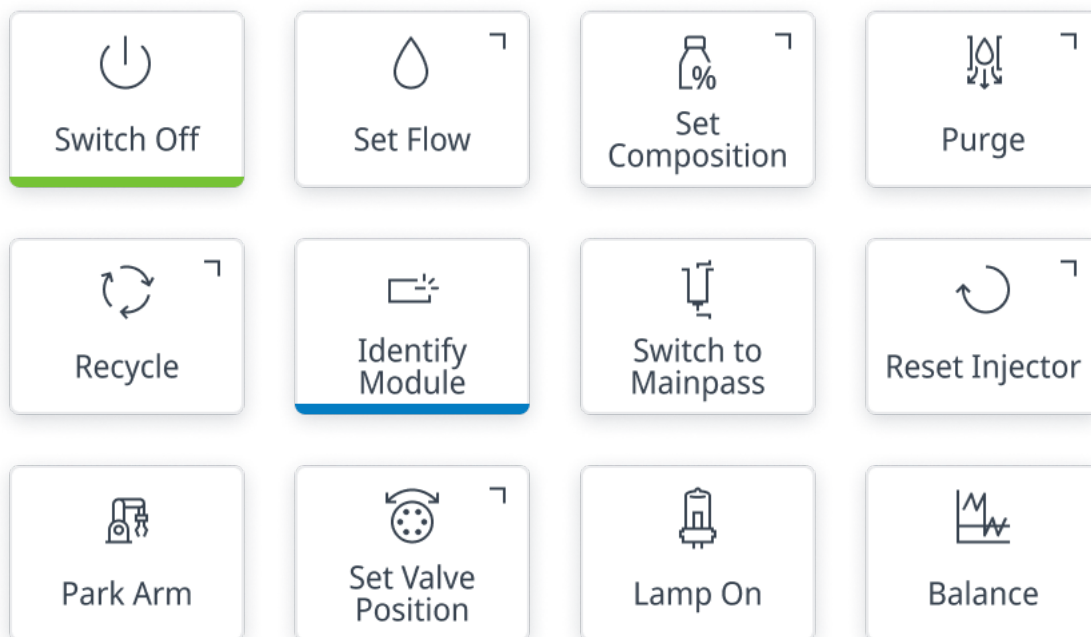 Switch Off
Set Flow
%
Set
Composition
Purge
Recycle
Identify
Module
Switch to
Mainpass
Reset Injector
Park Arm
Set Valve
Position
Lamp On
Balance